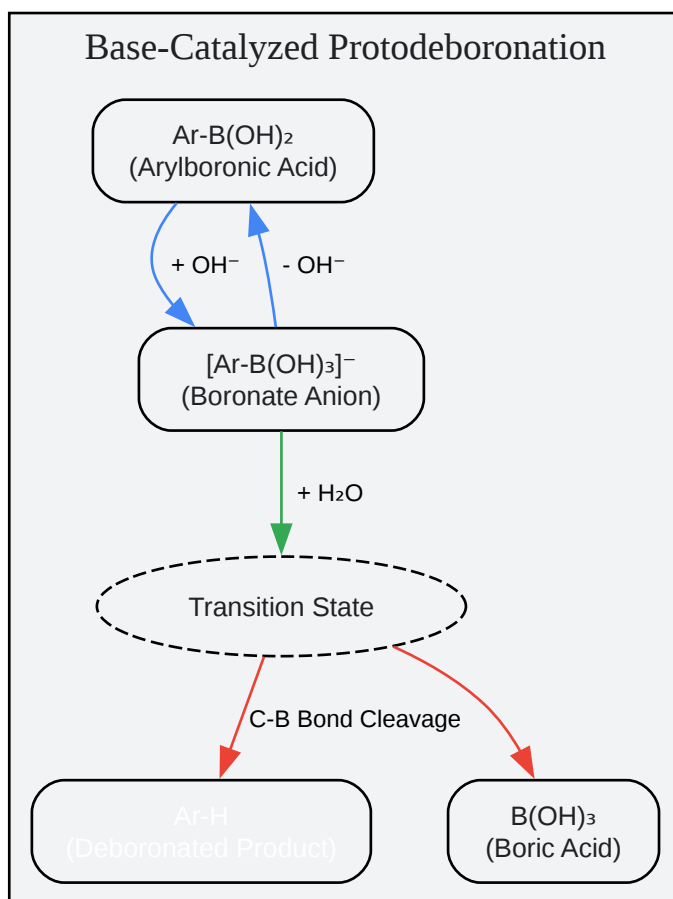 Base-Catalyzed Protodeboronation
Ar-B(OH)₂
(Arylboronic Acid)
+ OH⁻
- OH⁻
[Ar-B(OH)₃]⁻
(Boronate Anion)
+ H₂O
Transition State
C-B Bond Cleavage
Ar-H
(Deboronated Product)
B(OH)₃
(Boric Acid)